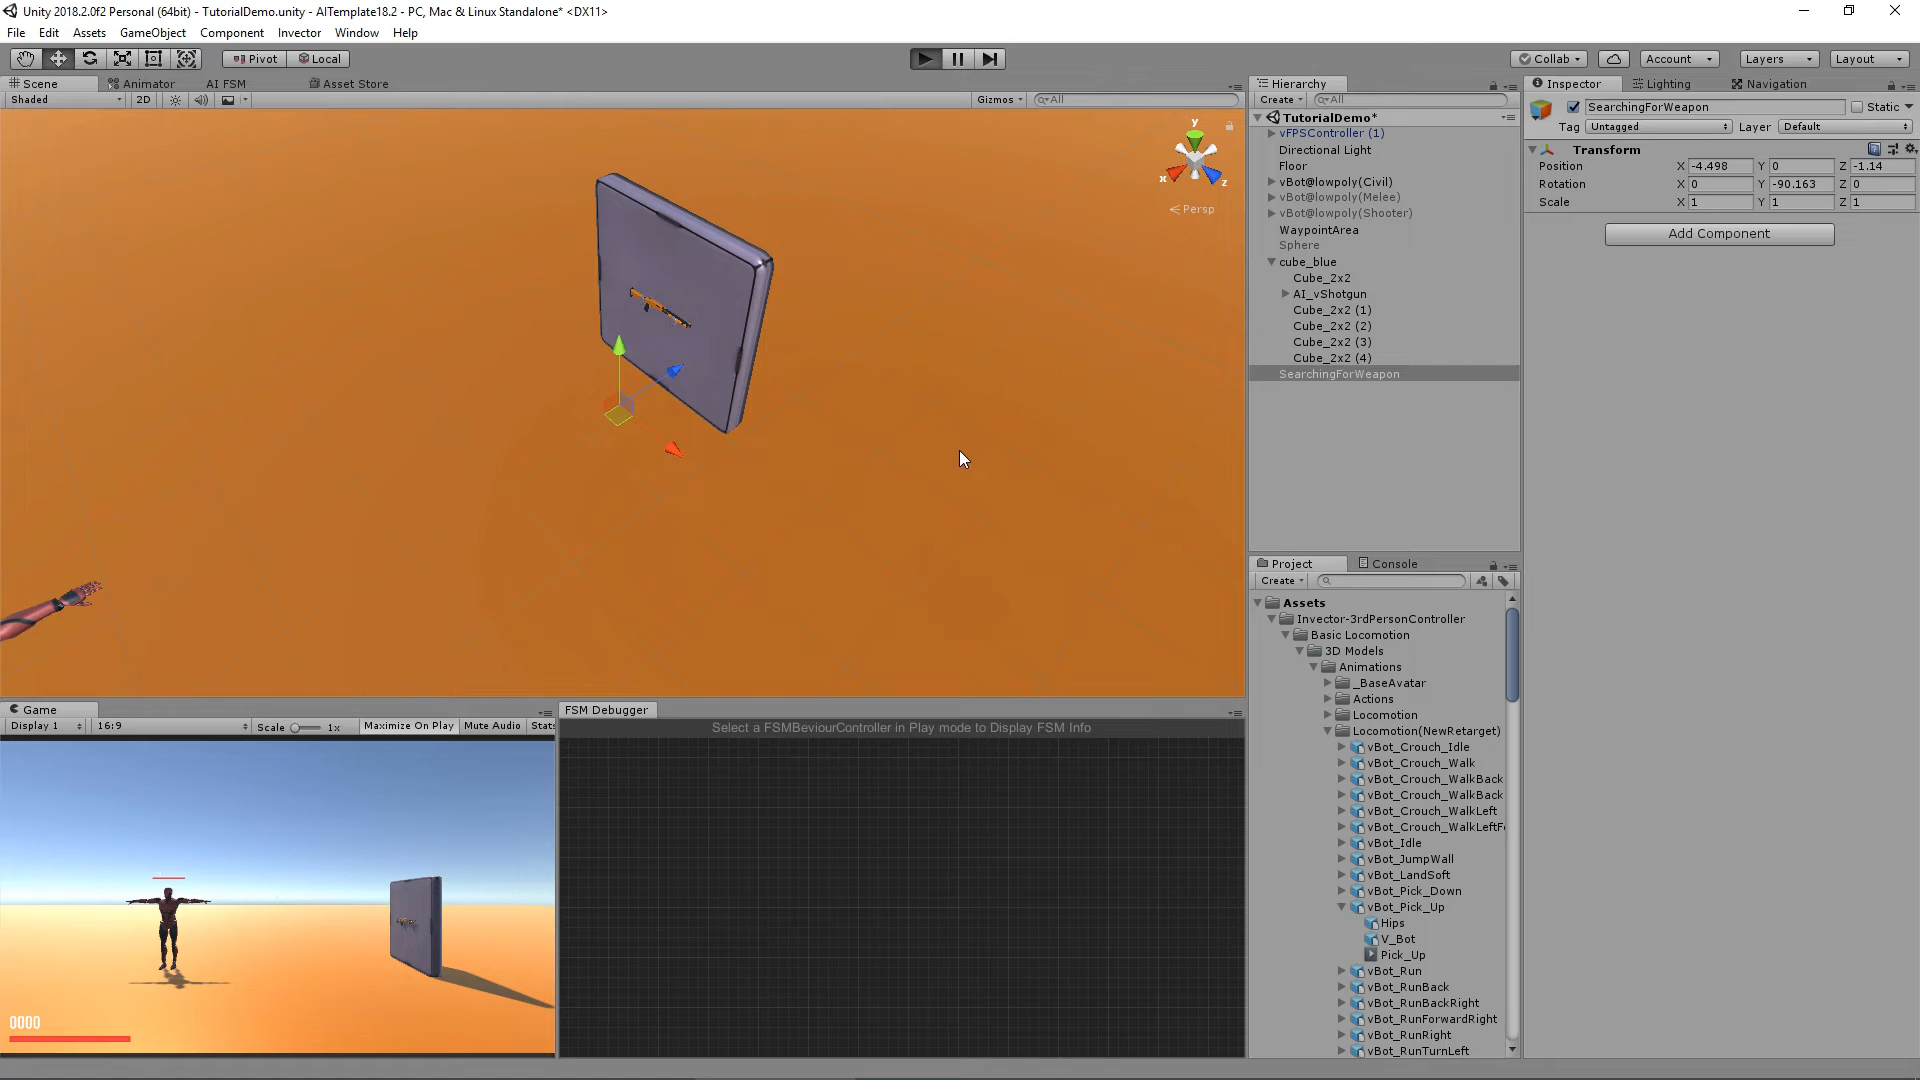 Unity 2018.2.0f2 Personal (64bit) - TutorialDemo.unity - AITemplate18.2 - PC, Mac & Linux Standalone* <DX11>
File Edit Assets GameObject Component Invector Window Help
Pivot Local Collab Account Layers Layout
Scene Animator AI FSM Asset Store
Shaded 2D Gizmos All
y x z
Persp
Hierarchy
Create All
TutorialDemo*
vFPSController (1)
Directional Light
Floor
vBot@lowpoly(Civil)
vBot@lowpoly(Melee)
vBot@lowpoly(Shooter)
WaypointArea
Sphere
cube_blue
Cube_2x2
AI_vShotgun
Cube_2x2 (1)
Cube_2x2 (2)
Cube_2x2 (3)
Cube_2x2 (4)
SearchingForWeapon
Inspector Lighting Navigation
SearchingForWeapon Static
Tag Untagged Layer Default
Transform
Position X -4.498 Y 0 Z -1.14
Rotation X 0 Y -90.163 Z 0
Scale X 1 Y 1 Z 1
Add Component
Project Console
Create
Assets
Invector-3rdPersonController
Basic Locomotion
3D Models
Animations
_BaseAvatar
Actions
Locomotion
Locomotion(NewRetarget)
vBot_Crouch_Idle
vBot_Crouch_Walk
vBot_Crouch_WalkBack
vBot_Crouch_WalkBack
vBot_Crouch_WalkLeft
vBot_Crouch_WalkLeftF
vBot_Idle
vBot_JumpWall
vBot_LandSoft
vBot_Pick_Down
vBot_Pick_Up
Hips
V_Bot
Pick_Up
vBot_Run
vBot_RunBack
vBot_RunBackRight
vBot_RunForwardRight
vBot_RunRight
vBot_RunTurnLeft
Game
Display 1 16:9 Scale 1x Maximize On Play Mute Audio Stats
0000
FSM Debugger
Select a FSMBeviourController in Play mode to Display FSM Info